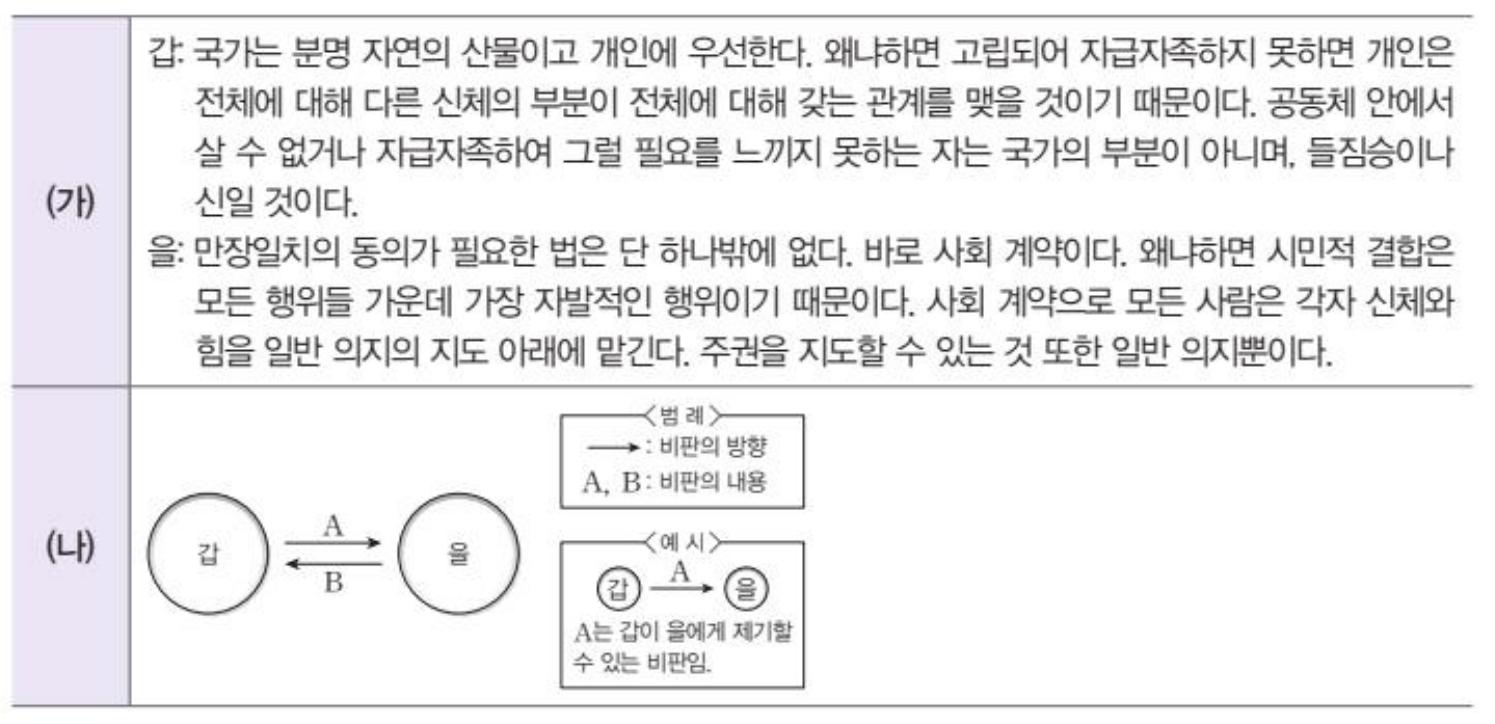 (가)
갑: 국가는 분명 자연의 산물이고 개인에 우선한다. 왜냐하면 고립되어 자급자족하지 못하면 개인은
전체에 대해 다른 신체의 부분이 전체에 대해 갖는 관계를 맺을 것이기 때문이다. 공동체 안에서
살 수 없거나 자급자족하여 그럴 필요를 느끼지 못하는 자는 국가의 부분이 아니며, 들짐승이나
신일 것이다.
을: 만장일치의 동의가 필요한 법은 단 하나밖에 없다. 바로 사회 계약이다. 왜냐하면 시민적 결합은
모든 행위들 가운데 가장 자발적인 행위이기 때문이다. 사회 계약으로 모든 사람은 각자 신체와
힘을 일반 의지의 지도 아래에 맡긴다. 주권을 지도할 수 있는 것 또한 일반 의지뿐이다.
(나)
갑 A 을
B
〈범 례〉
→ : 비판의 방향
A, B : 비판의 내용
〈예 시〉
갑 A → 을
A는 갑이 을에게 제기할
수 있는 비판임.